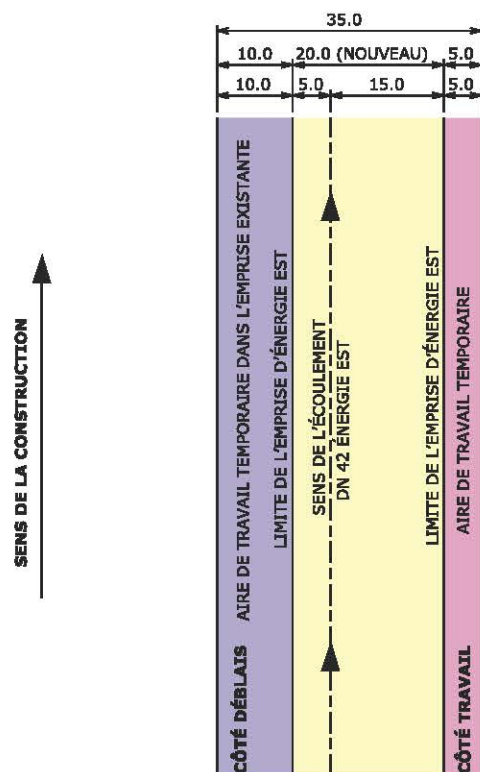 35.0
10.0 20.0 (NOUVEAU) 5.0
10.0 5.0 15.0 5.0
SENS DE LA CONSTRUCTION
CÔTÉ DÉBLAIS AIRE DE TRAVAIL TEMPORAIRE DANS L'EMPRISE EXISTANTE
LIMITE DE L'EMPRISE D'ÉNERGIE EST
SENS DE L'ÉCOULEMENT
DN 42 ÉNERGIE EST
LIMITE DE L'EMPRISE D'ÉNERGIE EST
CÔTÉ TRAVAIL AIRE DE TRAVAIL TEMPORAIRE